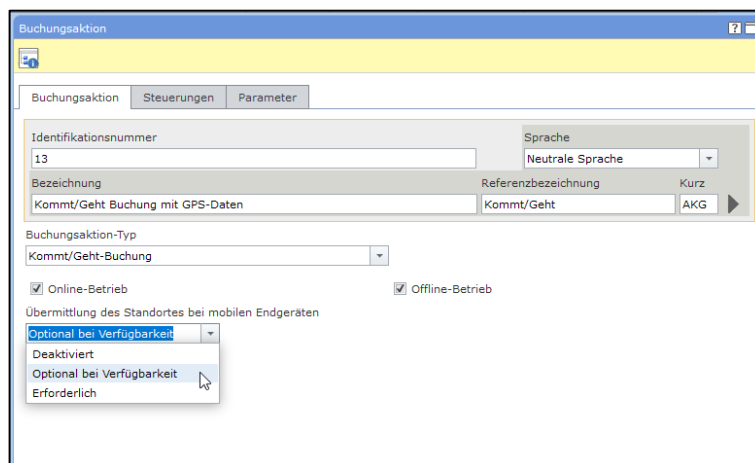 Buchungsaktion
?
Buchungsaktion Steuerungen Parameter
Identifikationsnummer Sprache
13 Neutrale Sprache
Bezeichnung Referenzbezeichnung Kurz
Kommt/Geht Buchung mit GPS-Daten Kommt/Geht AKG
Buchungsaktion-Typ
Kommt/Geht-Buchung
Online-Betrieb Offline-Betrieb
Übermittlung des Standortes bei mobilen Endgeräten
Optional bei Verfügbarkeit
Deaktiviert
Optional bei Verfügbarkeit
Erforderlich